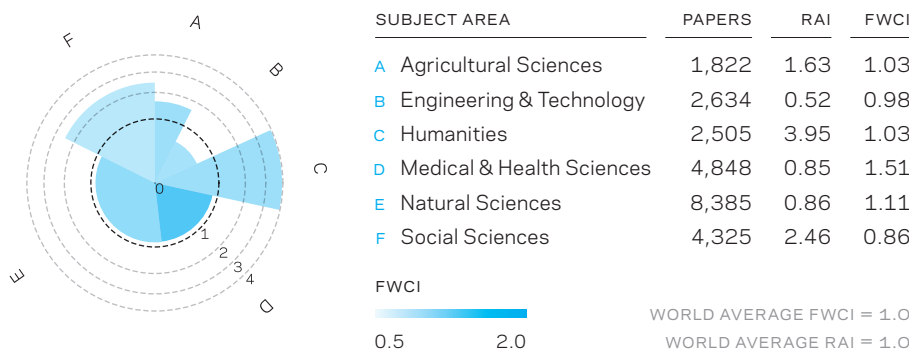 A
F
B
C
0
1
2
3
4
E
D
SUBJECT AREA PAPERS RAI FWCI
A Agricultural Sciences 1,822 1.63 1.03
B Engineering & Technology 2,634 0.52 0.98
C Humanities 2,505 3.95 1.03
D Medical & Health Sciences 4,848 0.85 1.51
E Natural Sciences 8,385 0.86 1.11
F Social Sciences 4,325 2.46 0.86
FWCI
0.5 2.0
WORLD AVERAGE FWCI = 1.0
WORLD AVERAGE RAI = 1.0